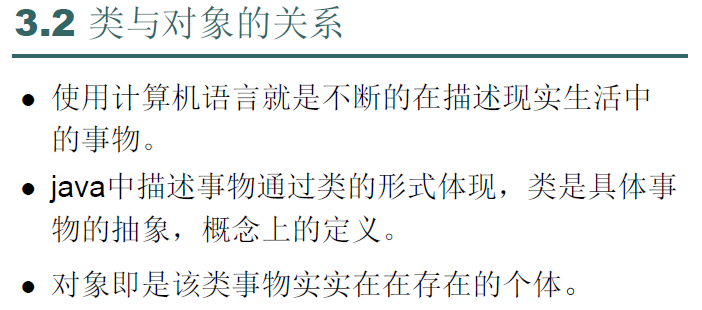 3.2 类与对象的关系
● 使用计算机语言就是不断的在描述现实生活中
的事物。
● java中描述事物通过类的形式体现，类是具体事
物的抽象，概念上的定义。
● 对象即是该类事物实实在在存在的个体。